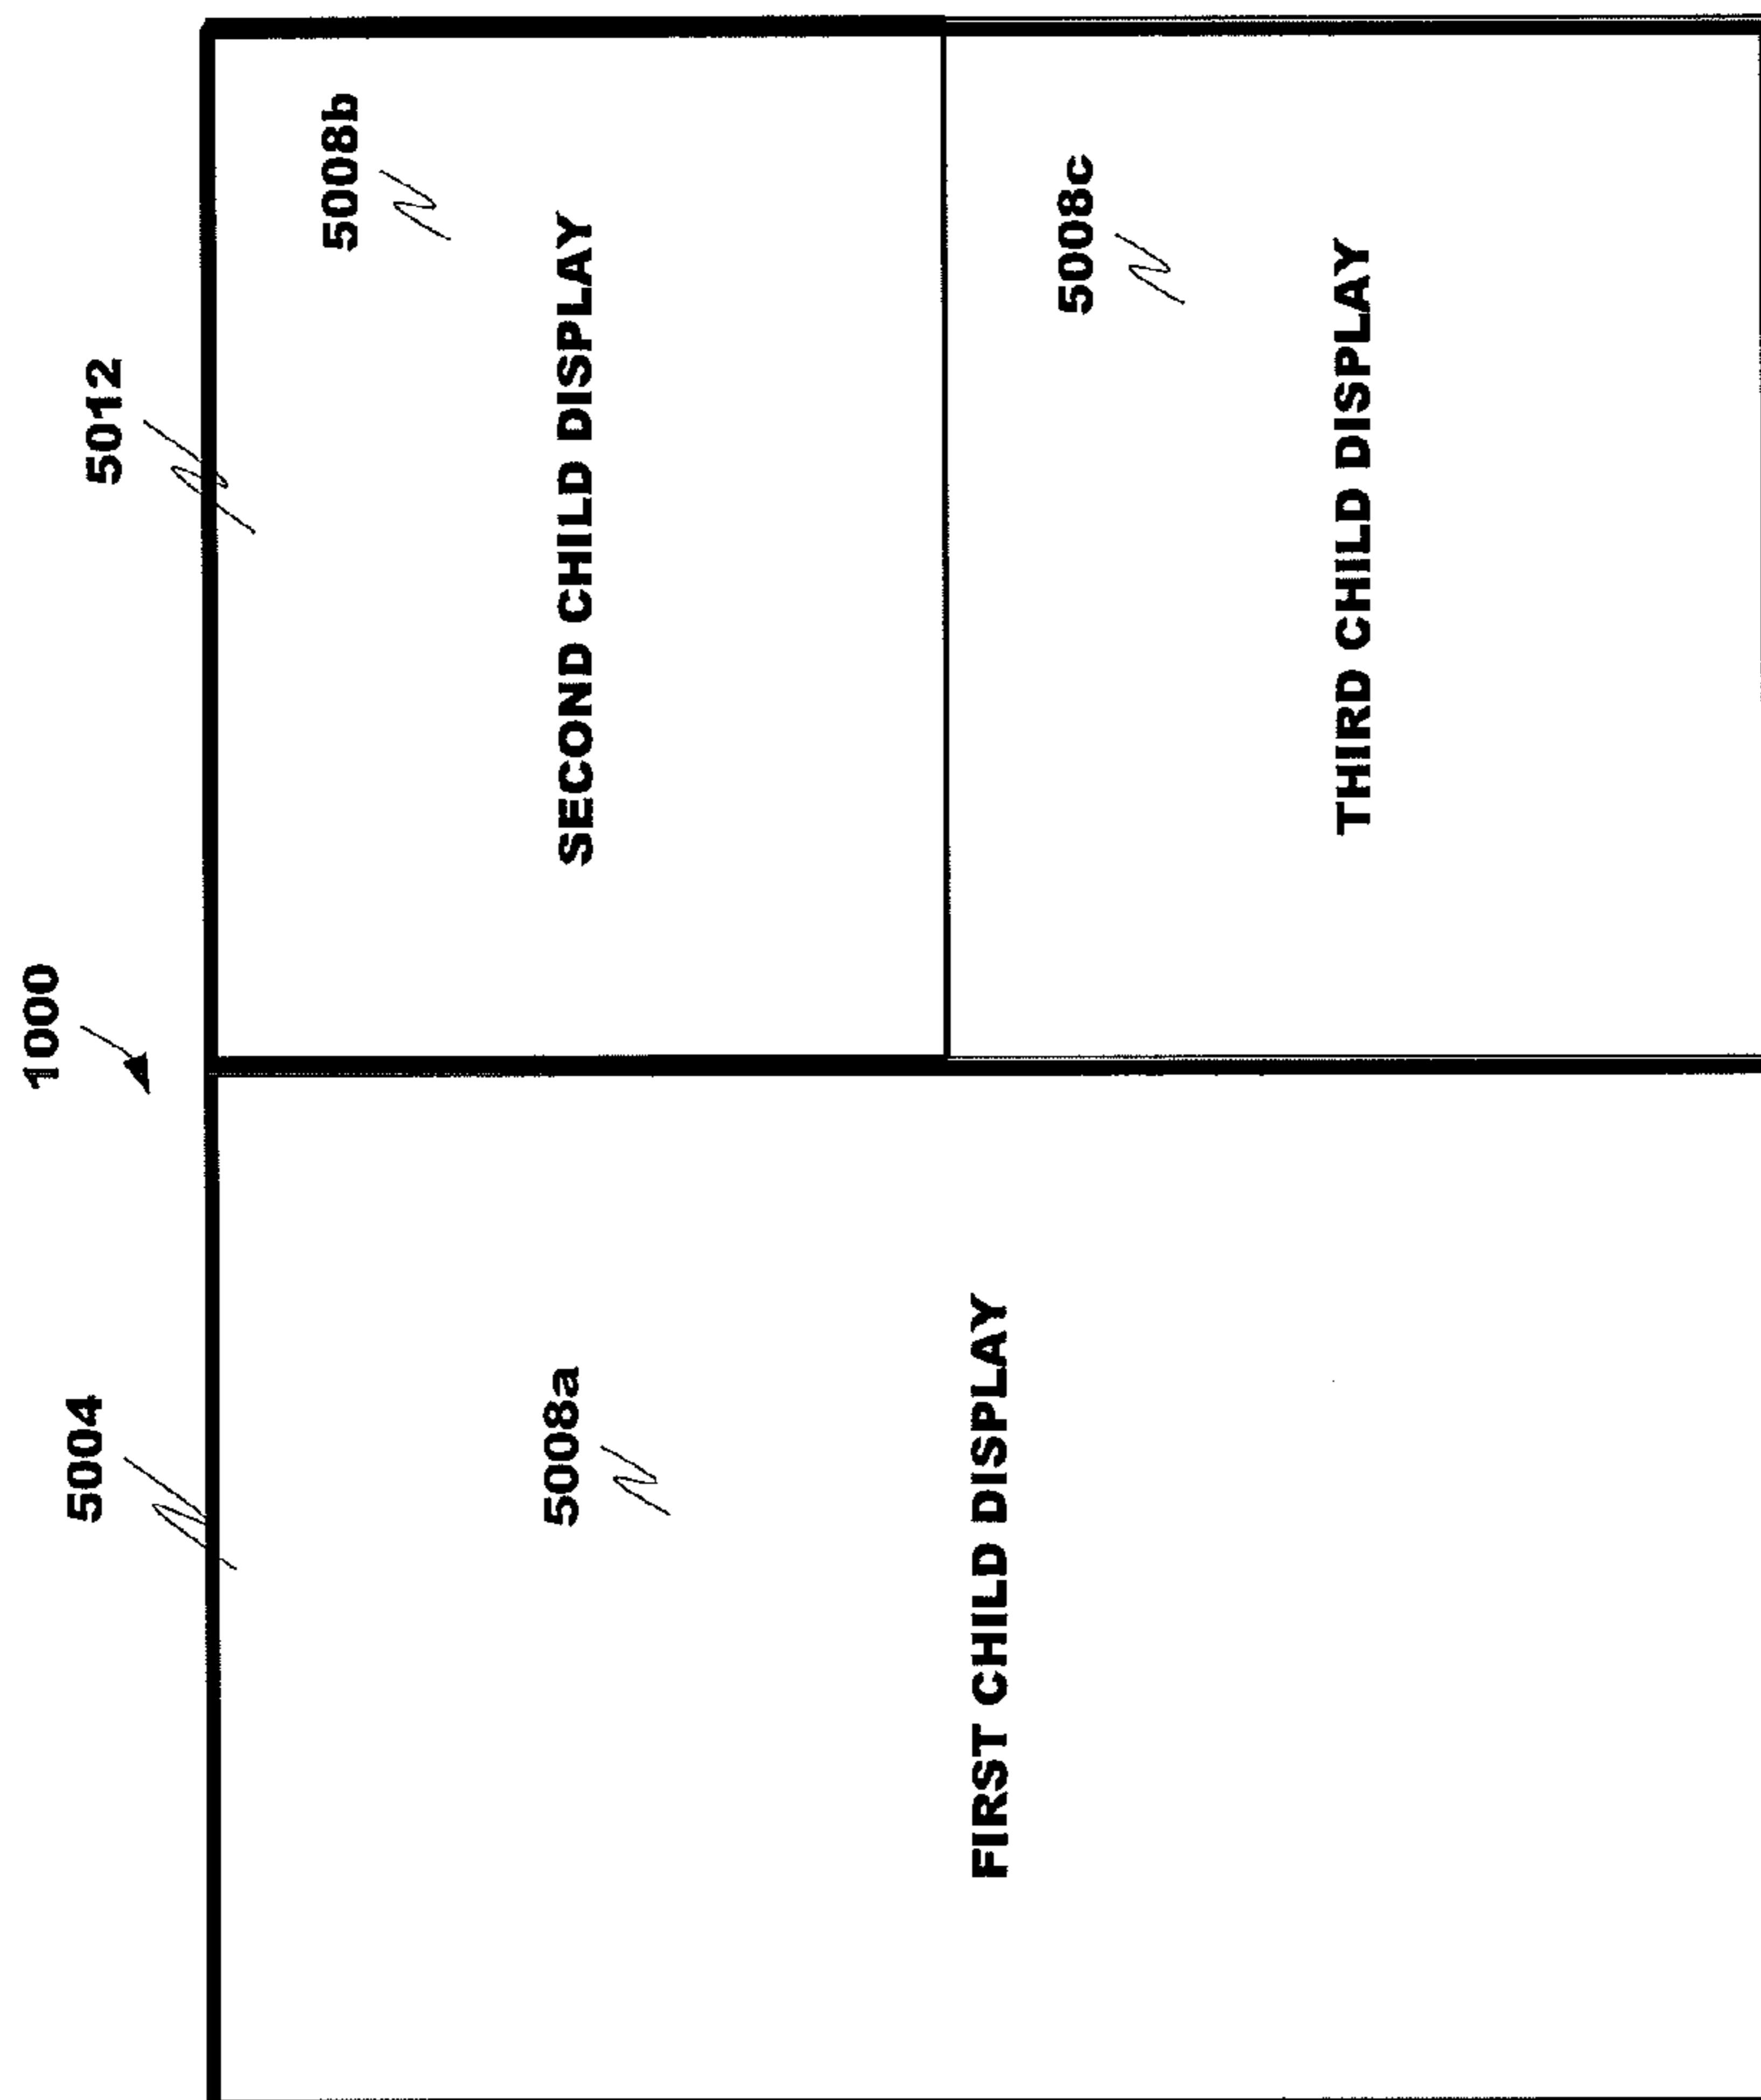 1000
5004
5012
5008a
FIRST CHILD DISPLAY
5008b
SECOND CHILD DISPLAY
5008c
THIRD CHILD DISPLAY